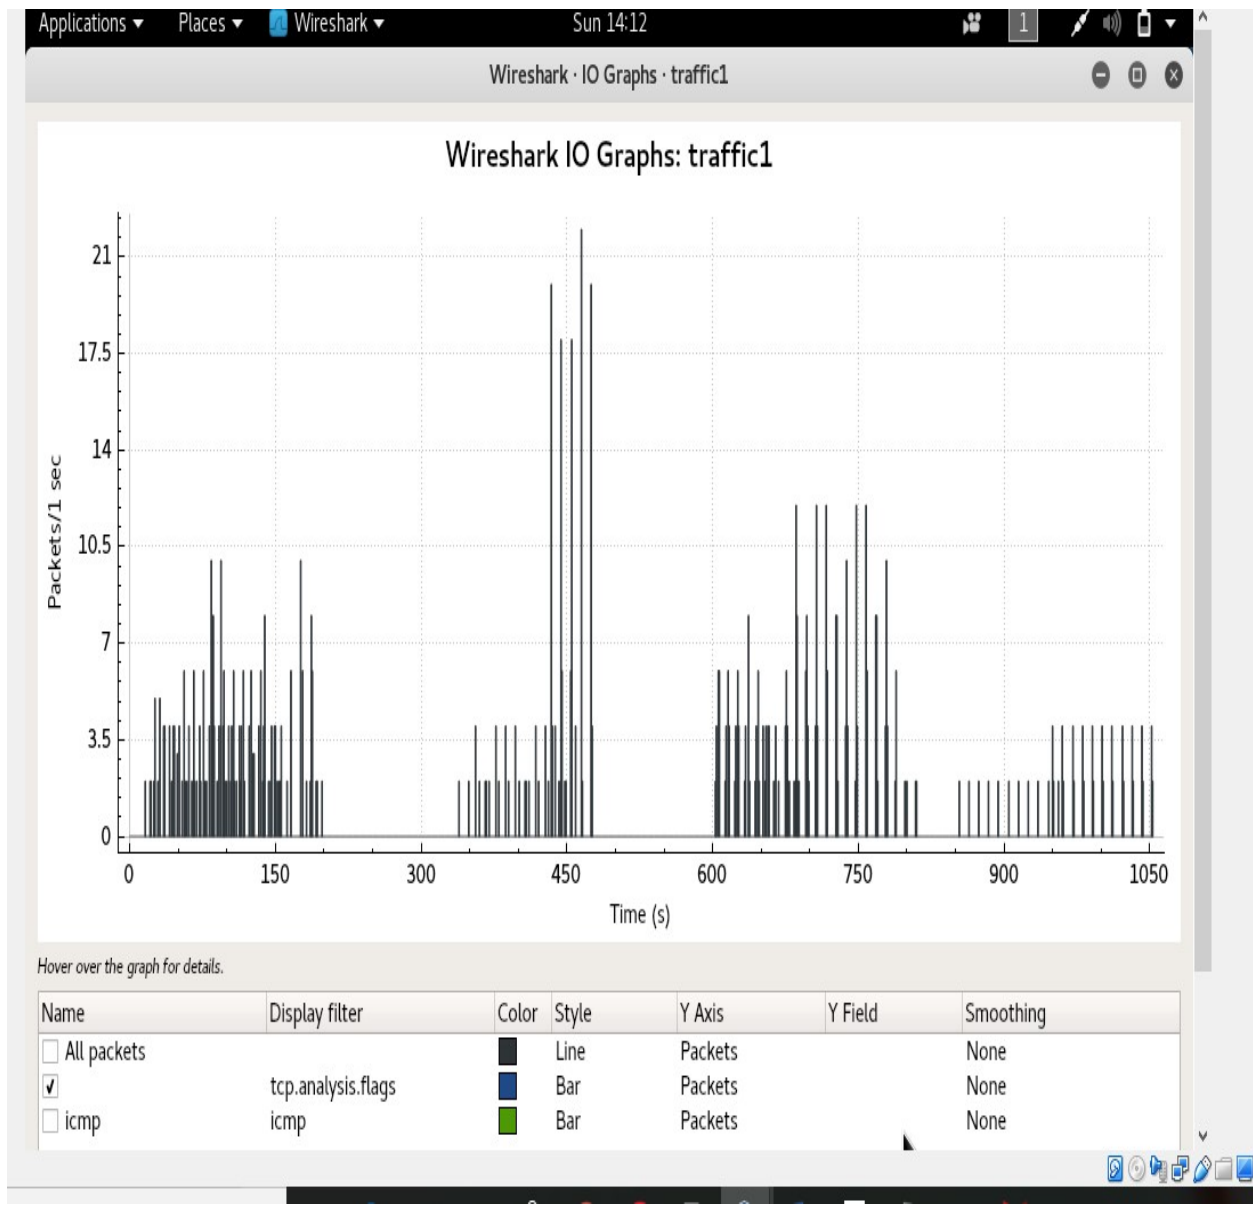 Applications Places Wireshark Sun 14:12 1
Wireshark · IO Graphs · traffic1
Wireshark IO Graphs: traffic1
21
17.5
14
10.5
7
3.5
0
Packets/1 sec
0 150 300 450 600 750 900 1050
Time (s)
Hover over the graph for details.
Name Display filter Color Style Y Axis Y Field Smoothing
All packets Line Packets None
tcp.analysis.flags Bar Packets None
icmp icmp Bar Packets None